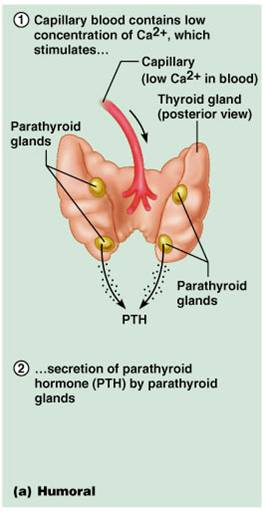 ① Capillary blood contains low
concentration of Ca2+, which
stimulates…
Capillary
(low Ca2+ in blood)
Thyroid gland
(posterior view)
Parathyroid
glands
Parathyroid
glands
PTH
② …secretion of parathyroid
hormone (PTH) by parathyroid
glands
(a) Humoral